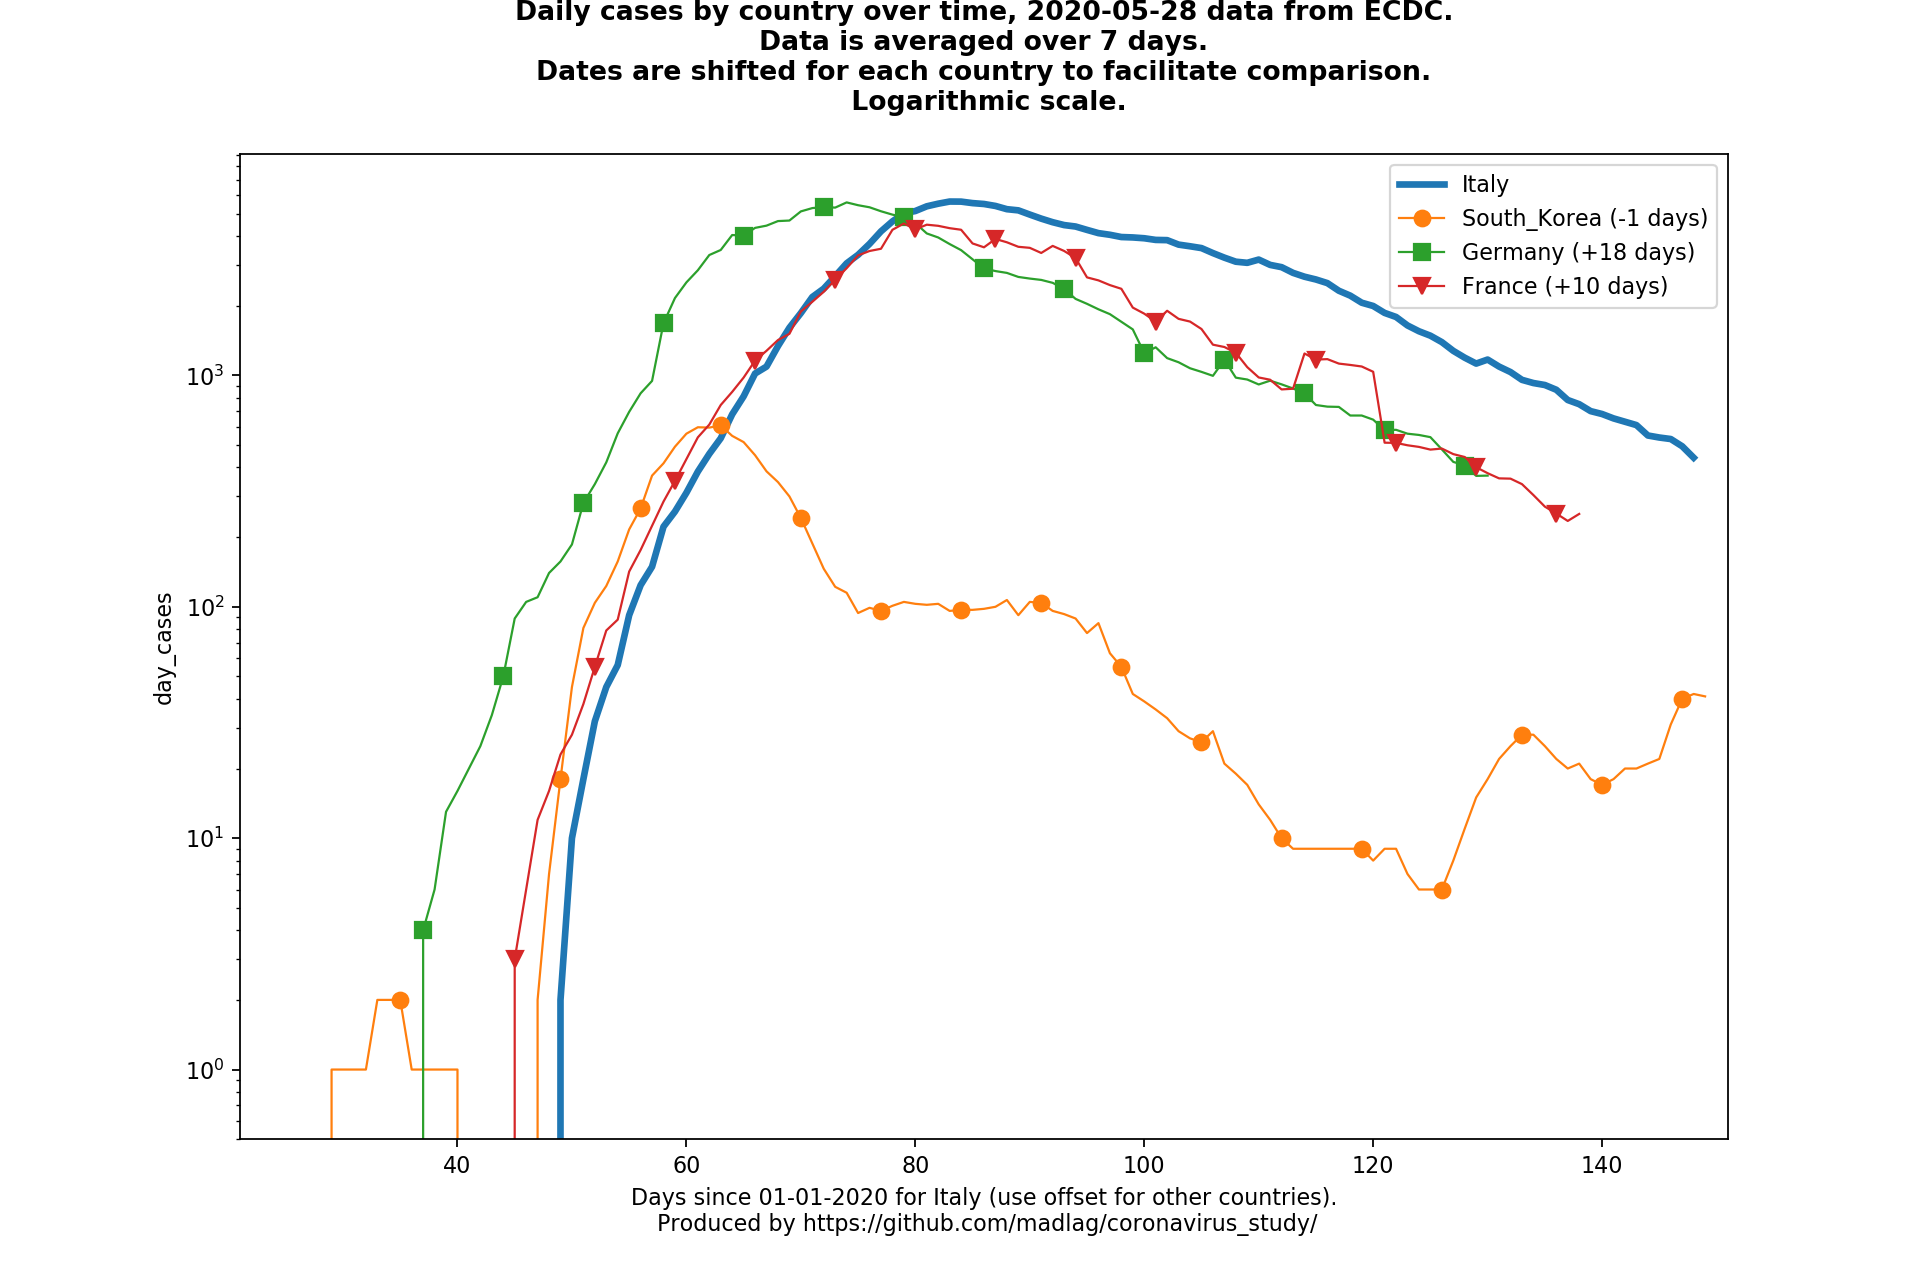 Daily cases by country over time, 2020-05-28 data from ECDC.
Data is averaged over 7 days.
Dates are shifted for each country to facilitate comparison.
Logarithmic scale.
Italy
South_Korea (-1 days)
Germany (+18 days)
France (+10 days)
10³
10²
10¹
10⁰
day_cases
40 60 80 100 120 140
Days since 01-01-2020 for Italy (use offset for other countries).
Produced by https://github.com/madlag/coronavirus_study/